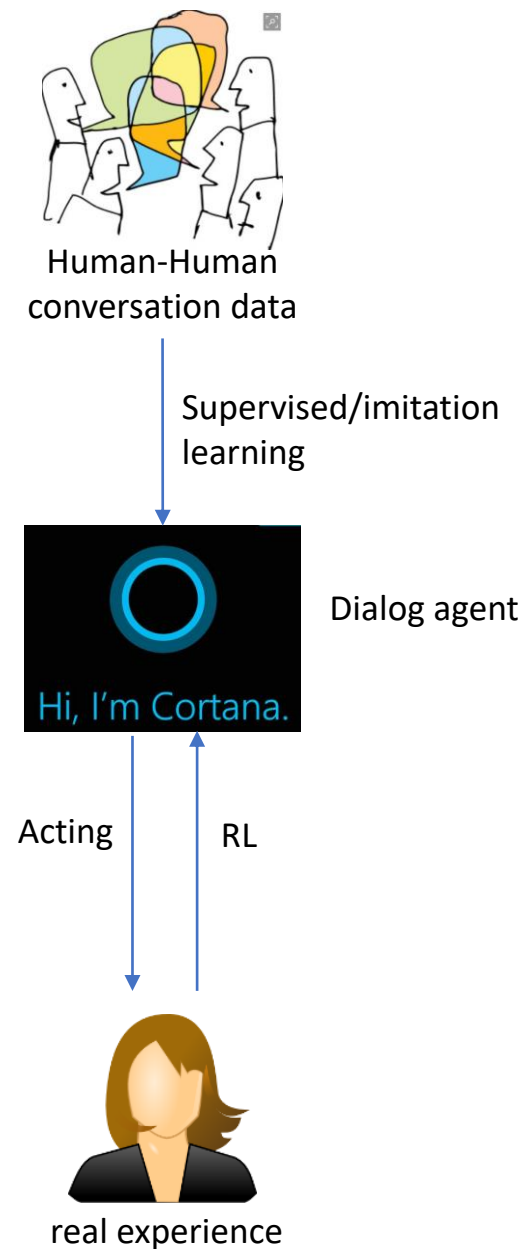 Human-Human
conversation data
Supervised/imitation
learning
Dialog agent
Hi, I'm Cortana.
Acting
RL
real experience